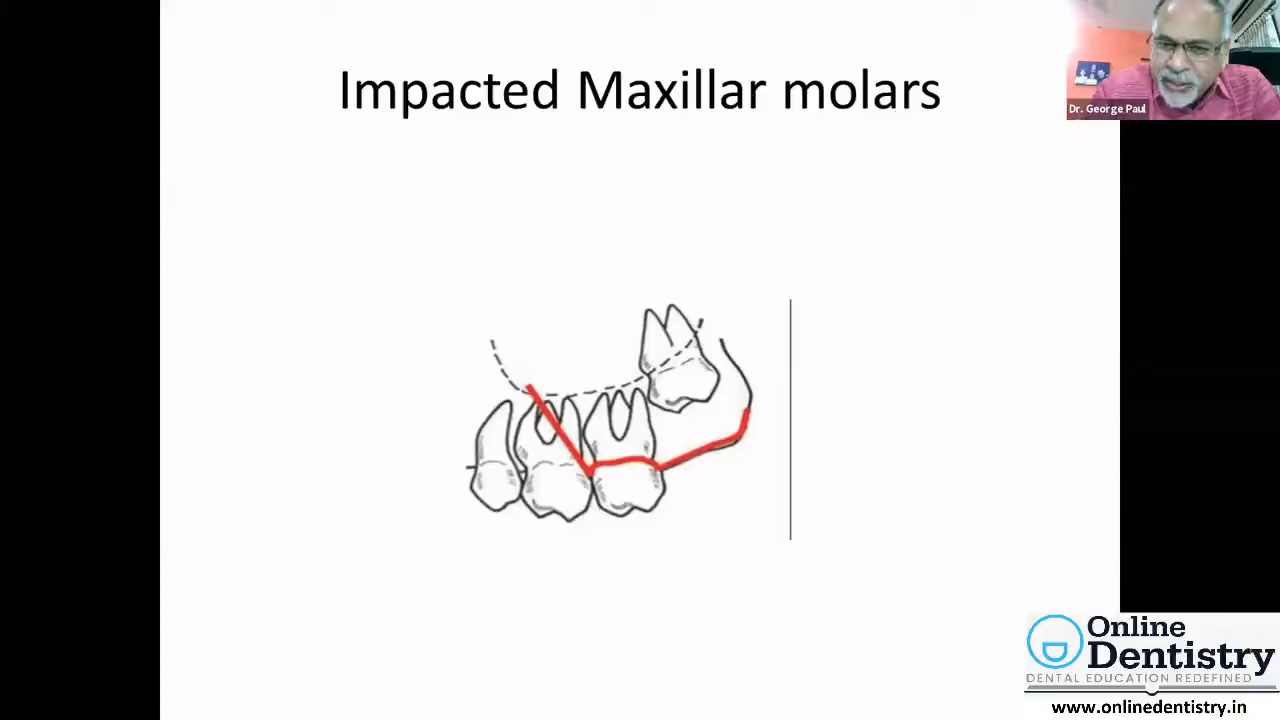 Impacted Maxillar molars
Dr. George Paul
Online
Dentistry
DENTAL EDUCATION REDEFINED
www.onlinedentistry.in